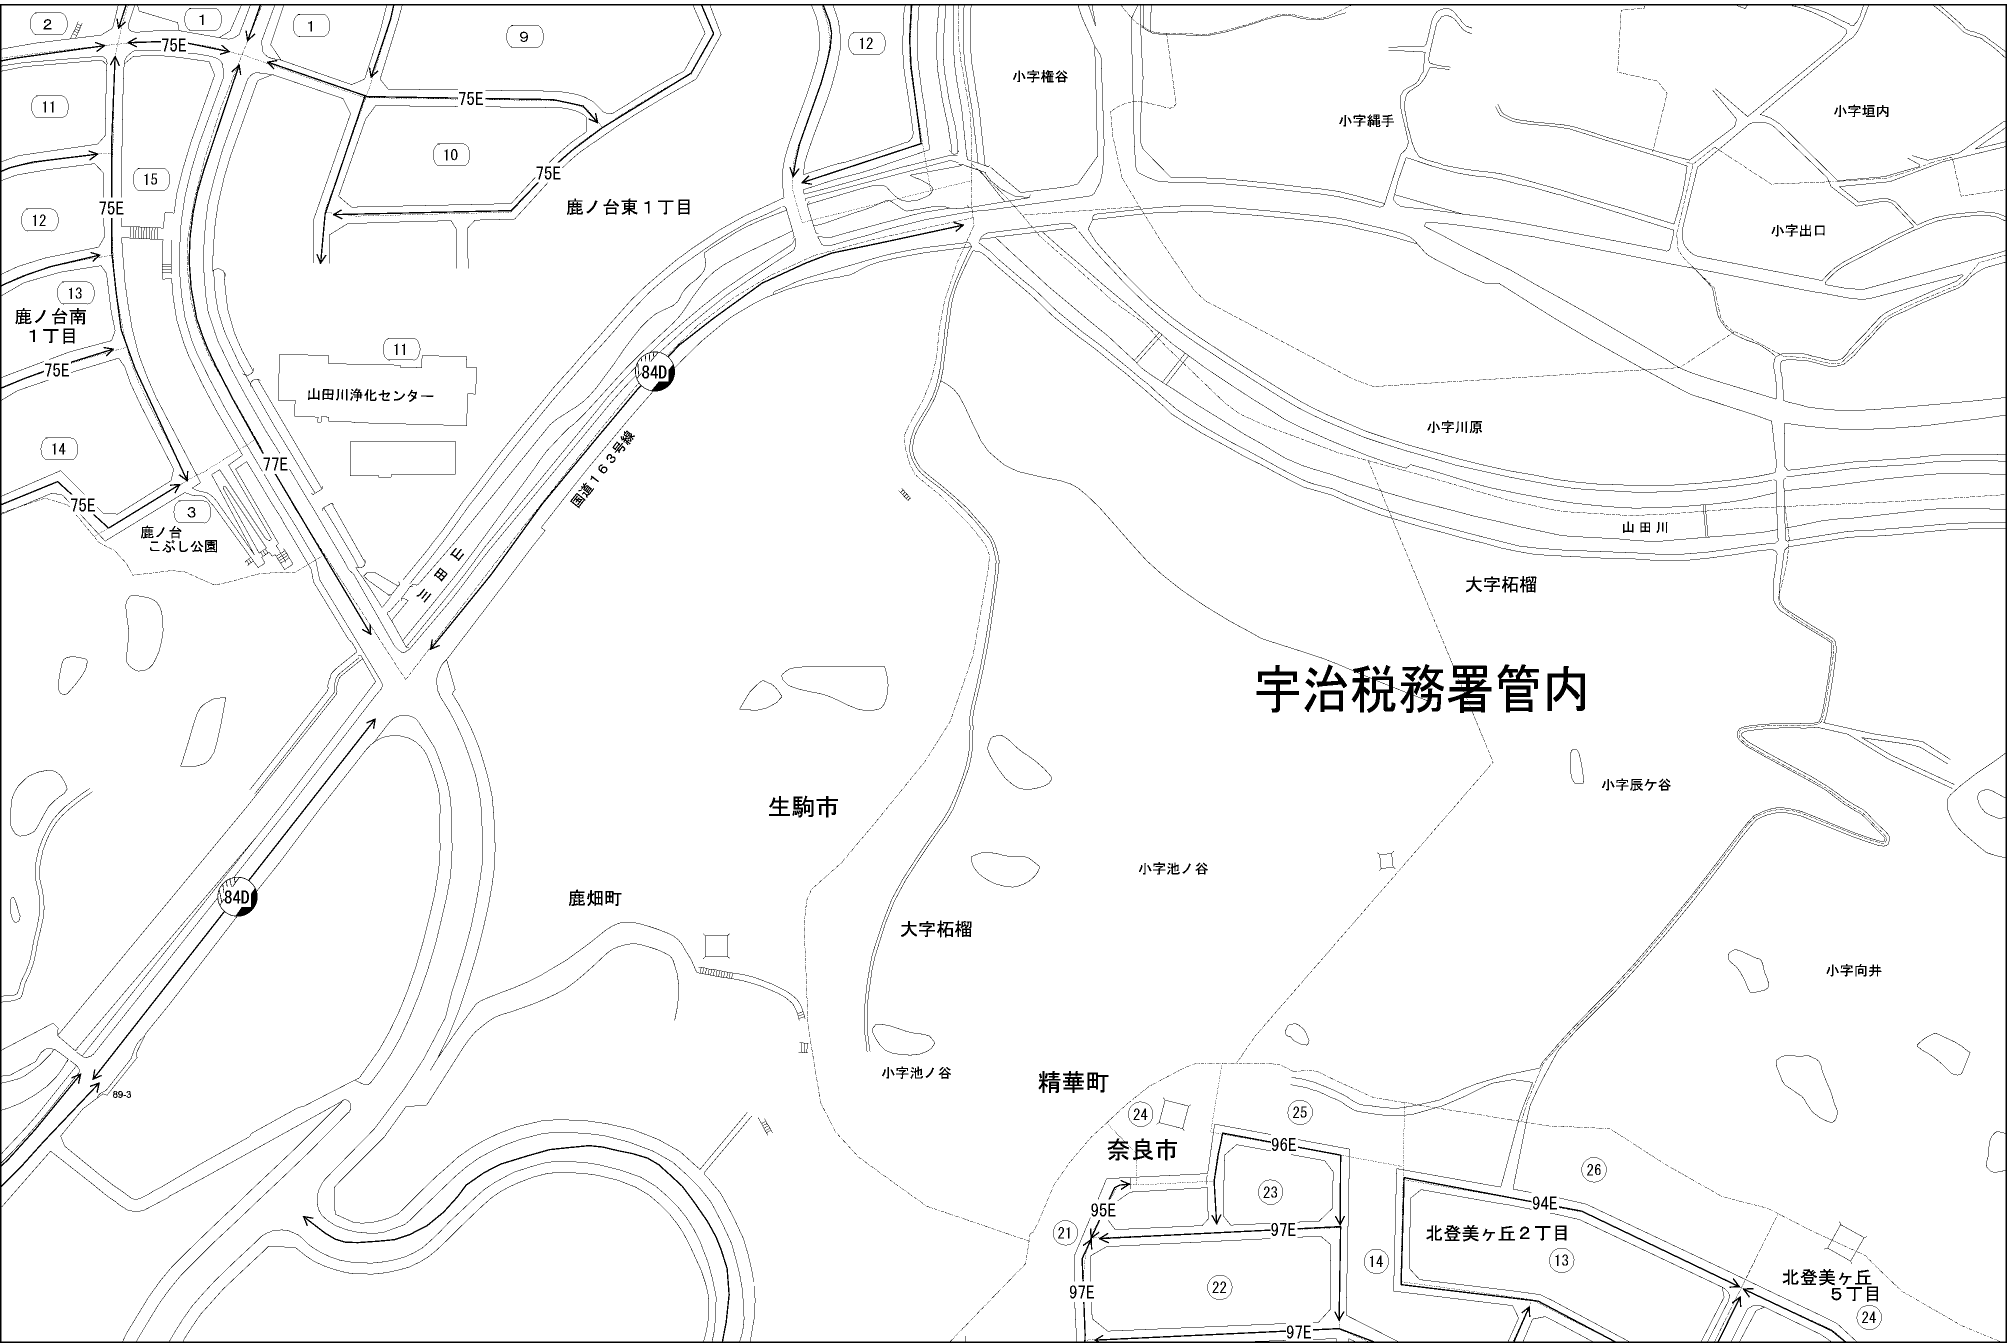 2
1
1
9
12
75E
小字権谷
75E
11
小字縄手
小字垣内
10
15
75E
75E
鹿ノ台東１丁目
12
小字出口
13
鹿ノ台南
１丁目
11
75E
84D
山田川浄化センター
14
小字川原
77E
国道１６３号線
75E
3
鹿ノ台
こぶし公園
山田川
山田川
大字柘榴
宇治税務署管内
小字辰ケ谷
生駒市
小字池ノ谷
84D
鹿畑町
大字柘榴
小字向井
小字池ノ谷
精華町
89-3
24
25
奈良市
96E
26
23
95E
94E
21
97E
北登美ヶ丘２丁目
14
13
22
北登美ヶ丘
５丁目
97E
24
97E